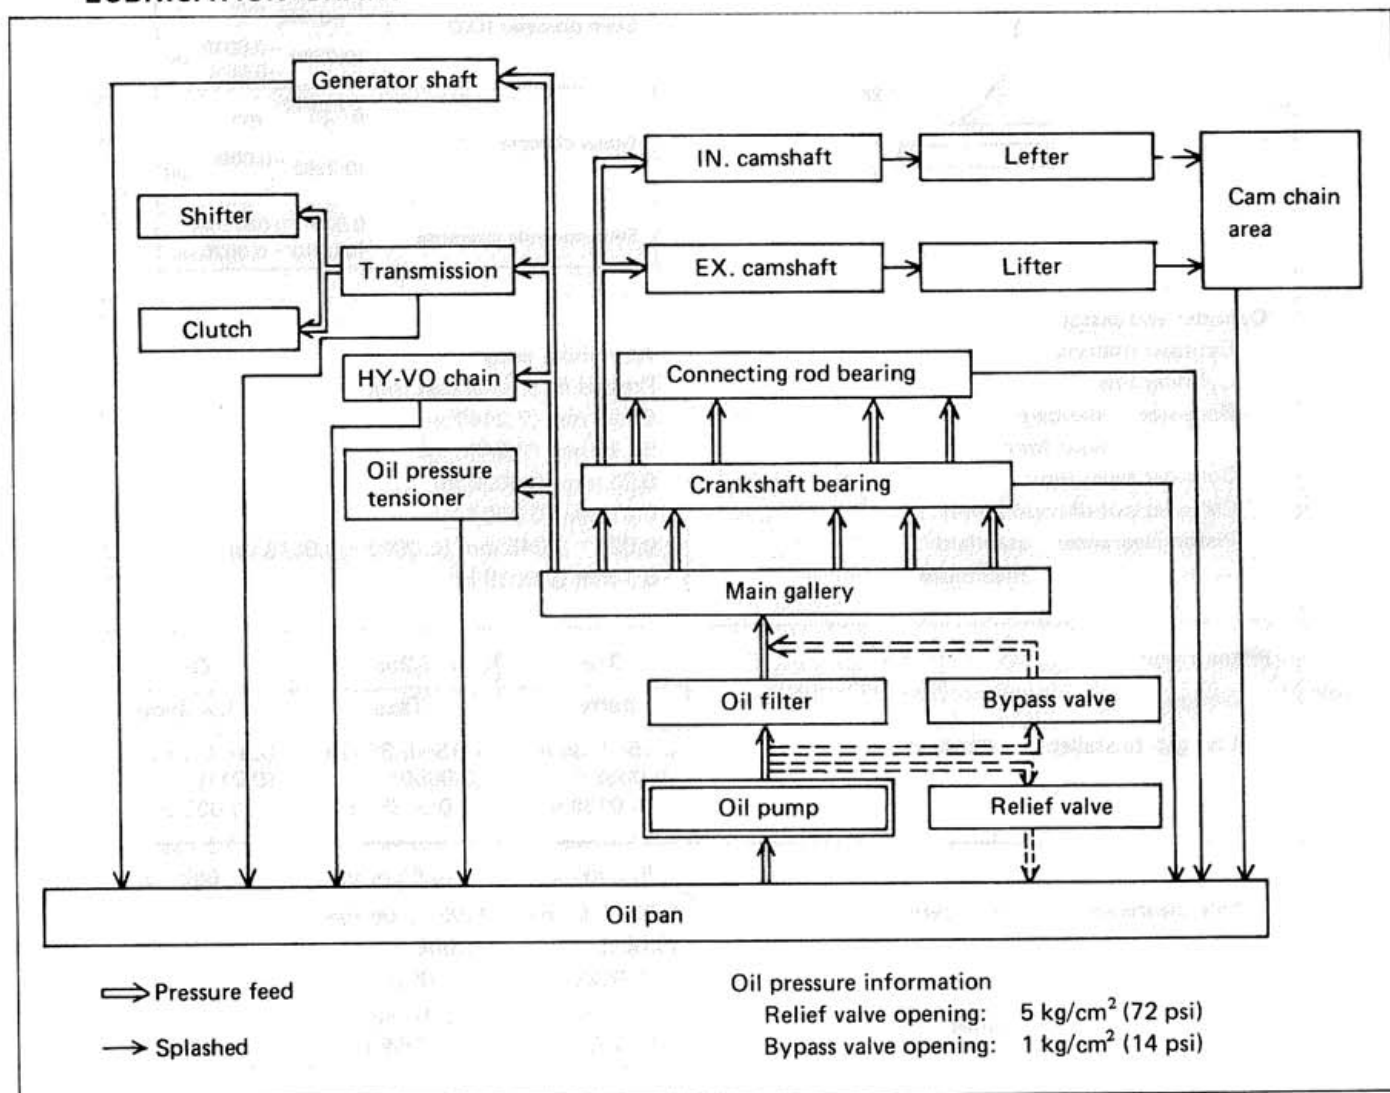 Generator shaft
IN. camshaft
Lefter
Cam chain
area
Shifter
Transmission
EX. camshaft
Lifter
Clutch
HY-VO chain
Connecting rod bearing
Oil pressure
tensioner
Crankshaft bearing
Main gallery
Oil filter
Bypass valve
Oil pump
Relief valve
Oil pan
Pressure feed
Splashed
Oil pressure information
Relief valve opening: 5 kg/cm² (72 psi)
Bypass valve opening: 1 kg/cm² (14 psi)